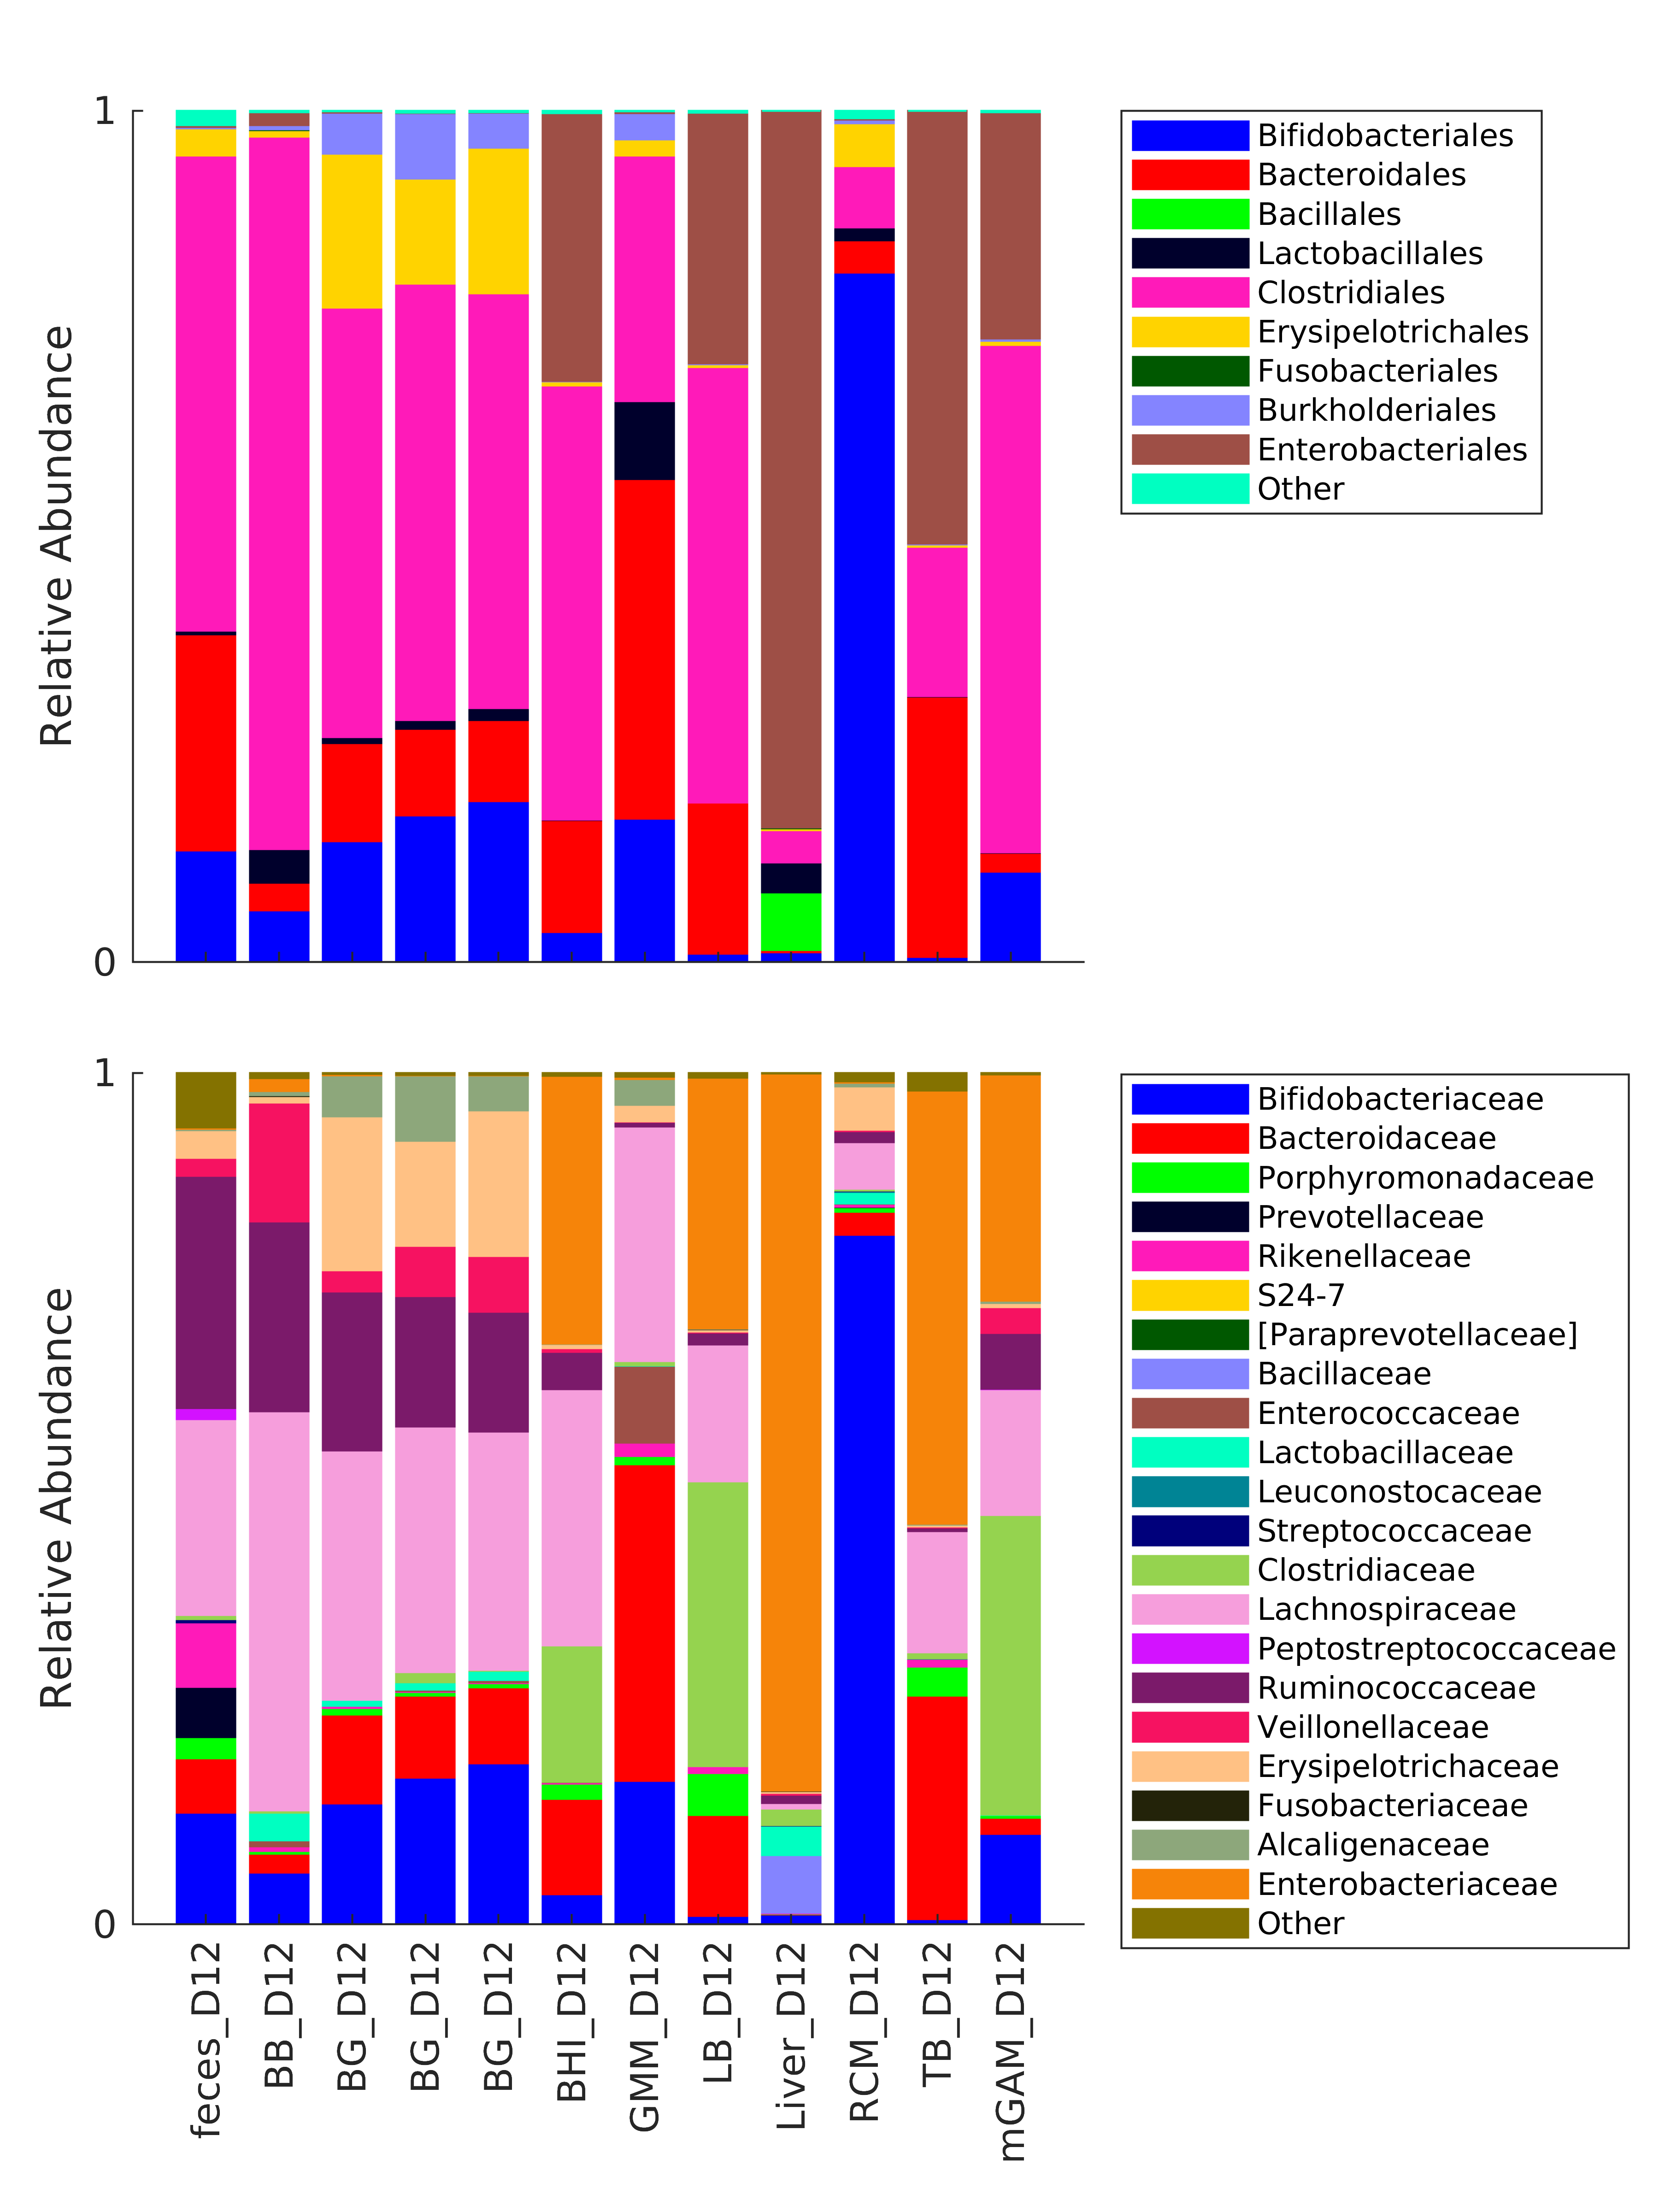 1
0
Relative Abundance
Bifidobacteriales
Bacteroidales
Bacillales
Lactobacillales
Clostridiales
Erysipelotrichales
Fusobacteriales
Burkholderiales
Enterobacteriales
Other
1
0
Relative Abundance
Bifidobacteriaceae
Bacteroidaceae
Porphyromonadaceae
Prevotellaceae
Rikenellaceae
S24-7
[Paraprevotellaceae]
Bacillaceae
Enterococcaceae
Lactobacillaceae
Leuconostocaceae
Streptococcaceae
Clostridiaceae
Lachnospiraceae
Peptostreptococcaceae
Ruminococcaceae
Veillonellaceae
Erysipelotrichaceae
Fusobacteriaceae
Alcaligenaceae
Enterobacteriaceae
Other
feces_D12
BB_D12
BG_D12
BG_D12
BG_D12
BHI_D12
GMM_D12
LB_D12
Liver_D12
RCM_D12
TB_D12
mGAM_D12